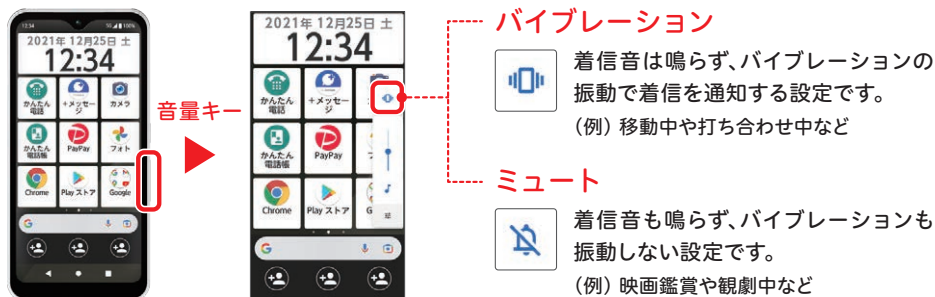 12:34
100%
2021年 12月25日 土
12:34
かんたん
電話
+メッセー
ジ
カメラ
かんたん
電話帳
PayPay
フォト
Chrome
Play ストア
Google
音量キー
2021年 12月25日 土
12:34
かんたん
電話
+メッセー
ジ
かんたん
電話帳
PayPay
フ
Chrome
Play ストア
G
バイブレーション
着信音は鳴らず、バイブレーションの
振動で着信を通知する設定です。
(例) 移動中や打ち合わせ中など
ミュート
着信音も鳴らず、バイブレーションも
振動しない設定です。
(例) 映画鑑賞や観劇中など